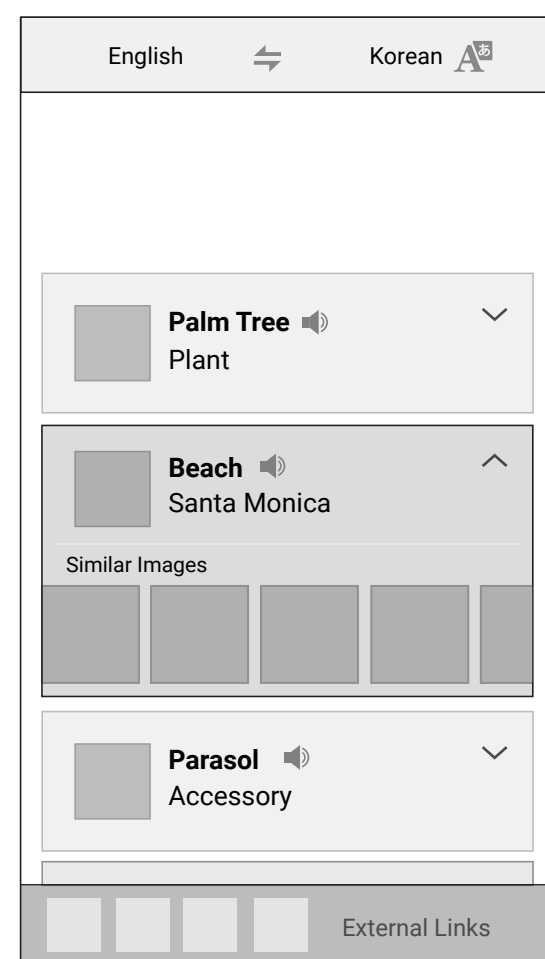 English Korean
Palm Tree
Plant
Beach
Santa Monica
Similar Images
Parasol
Accessory
External Links